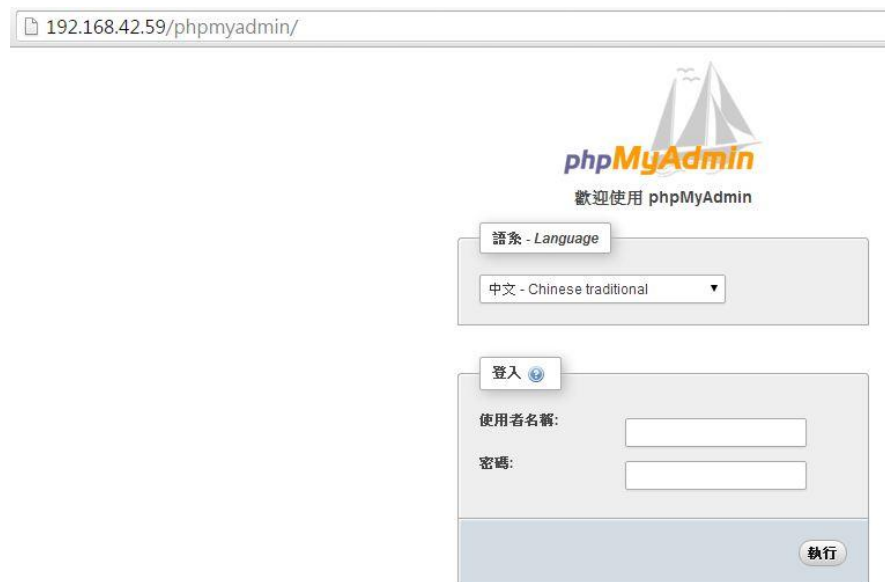 192.168.42.59/phpmyadmin/
phpMyAdmin
歡迎使用 phpMyAdmin
語系 - Language
中文 - Chinese traditional
登入
使用者名稱:
密碼:
執行